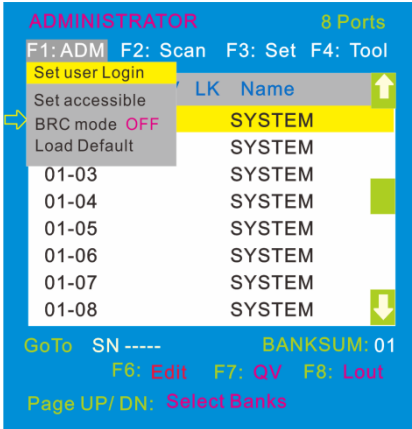 ADMINISTRATOR 8 Ports
F1:ADM F2: Scan F3: Set F4: Tool
Set user Login
LK Name
Set accessible
BRC mode OFF SYSTEM
Load Default SYSTEM
01-03 SYSTEM
01-04 SYSTEM
01-05 SYSTEM
01-06 SYSTEM
01-07 SYSTEM
01-08 SYSTEM
GoTo SN ----- BANKSUM: 01
F6: Edit F7: QV F8: Lout
Page UP/ DN: Select Banks